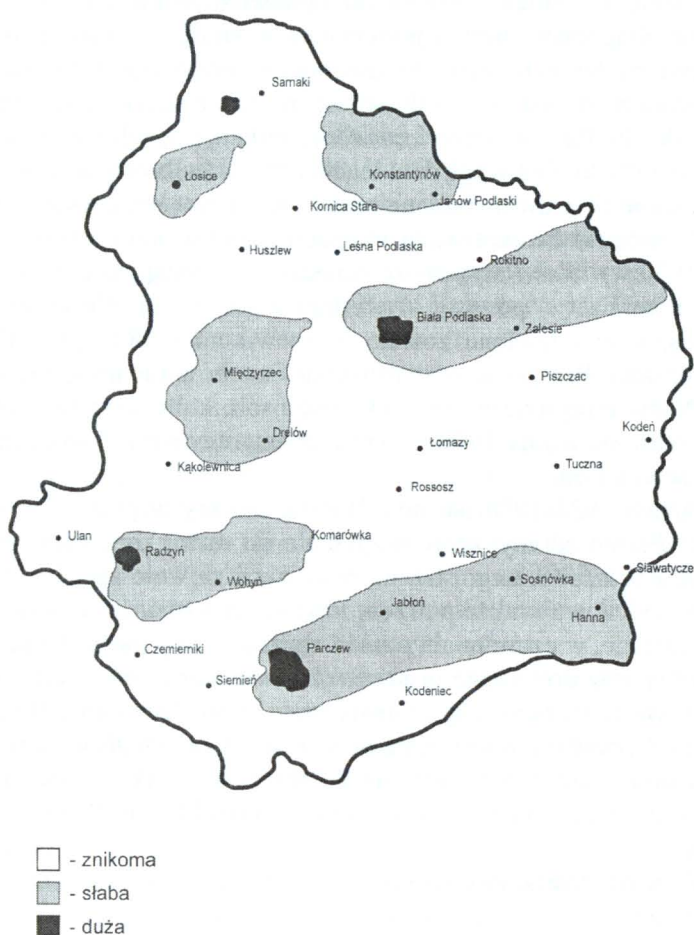 Sarnaki
Łosice
Konstantynów
Janów Podlaski
Kornica Stara
Huszlew
Leśna Podlaska
Rokitno
Biała Podlaska
Zalesie
Międzyrzec
Piszczac
Kodeń
Drelów
Łomazy
Kąkolewnica
Tuczna
Rossosz
Ulan
Komarówka
Radzyń
Wisznice
Sławatycze
Wohyń
Sosnówka
Jabłoń
Hanna
Czemierniki
Parczew
Siemień
Kodeniec
- znikoma
- słaba
- duża